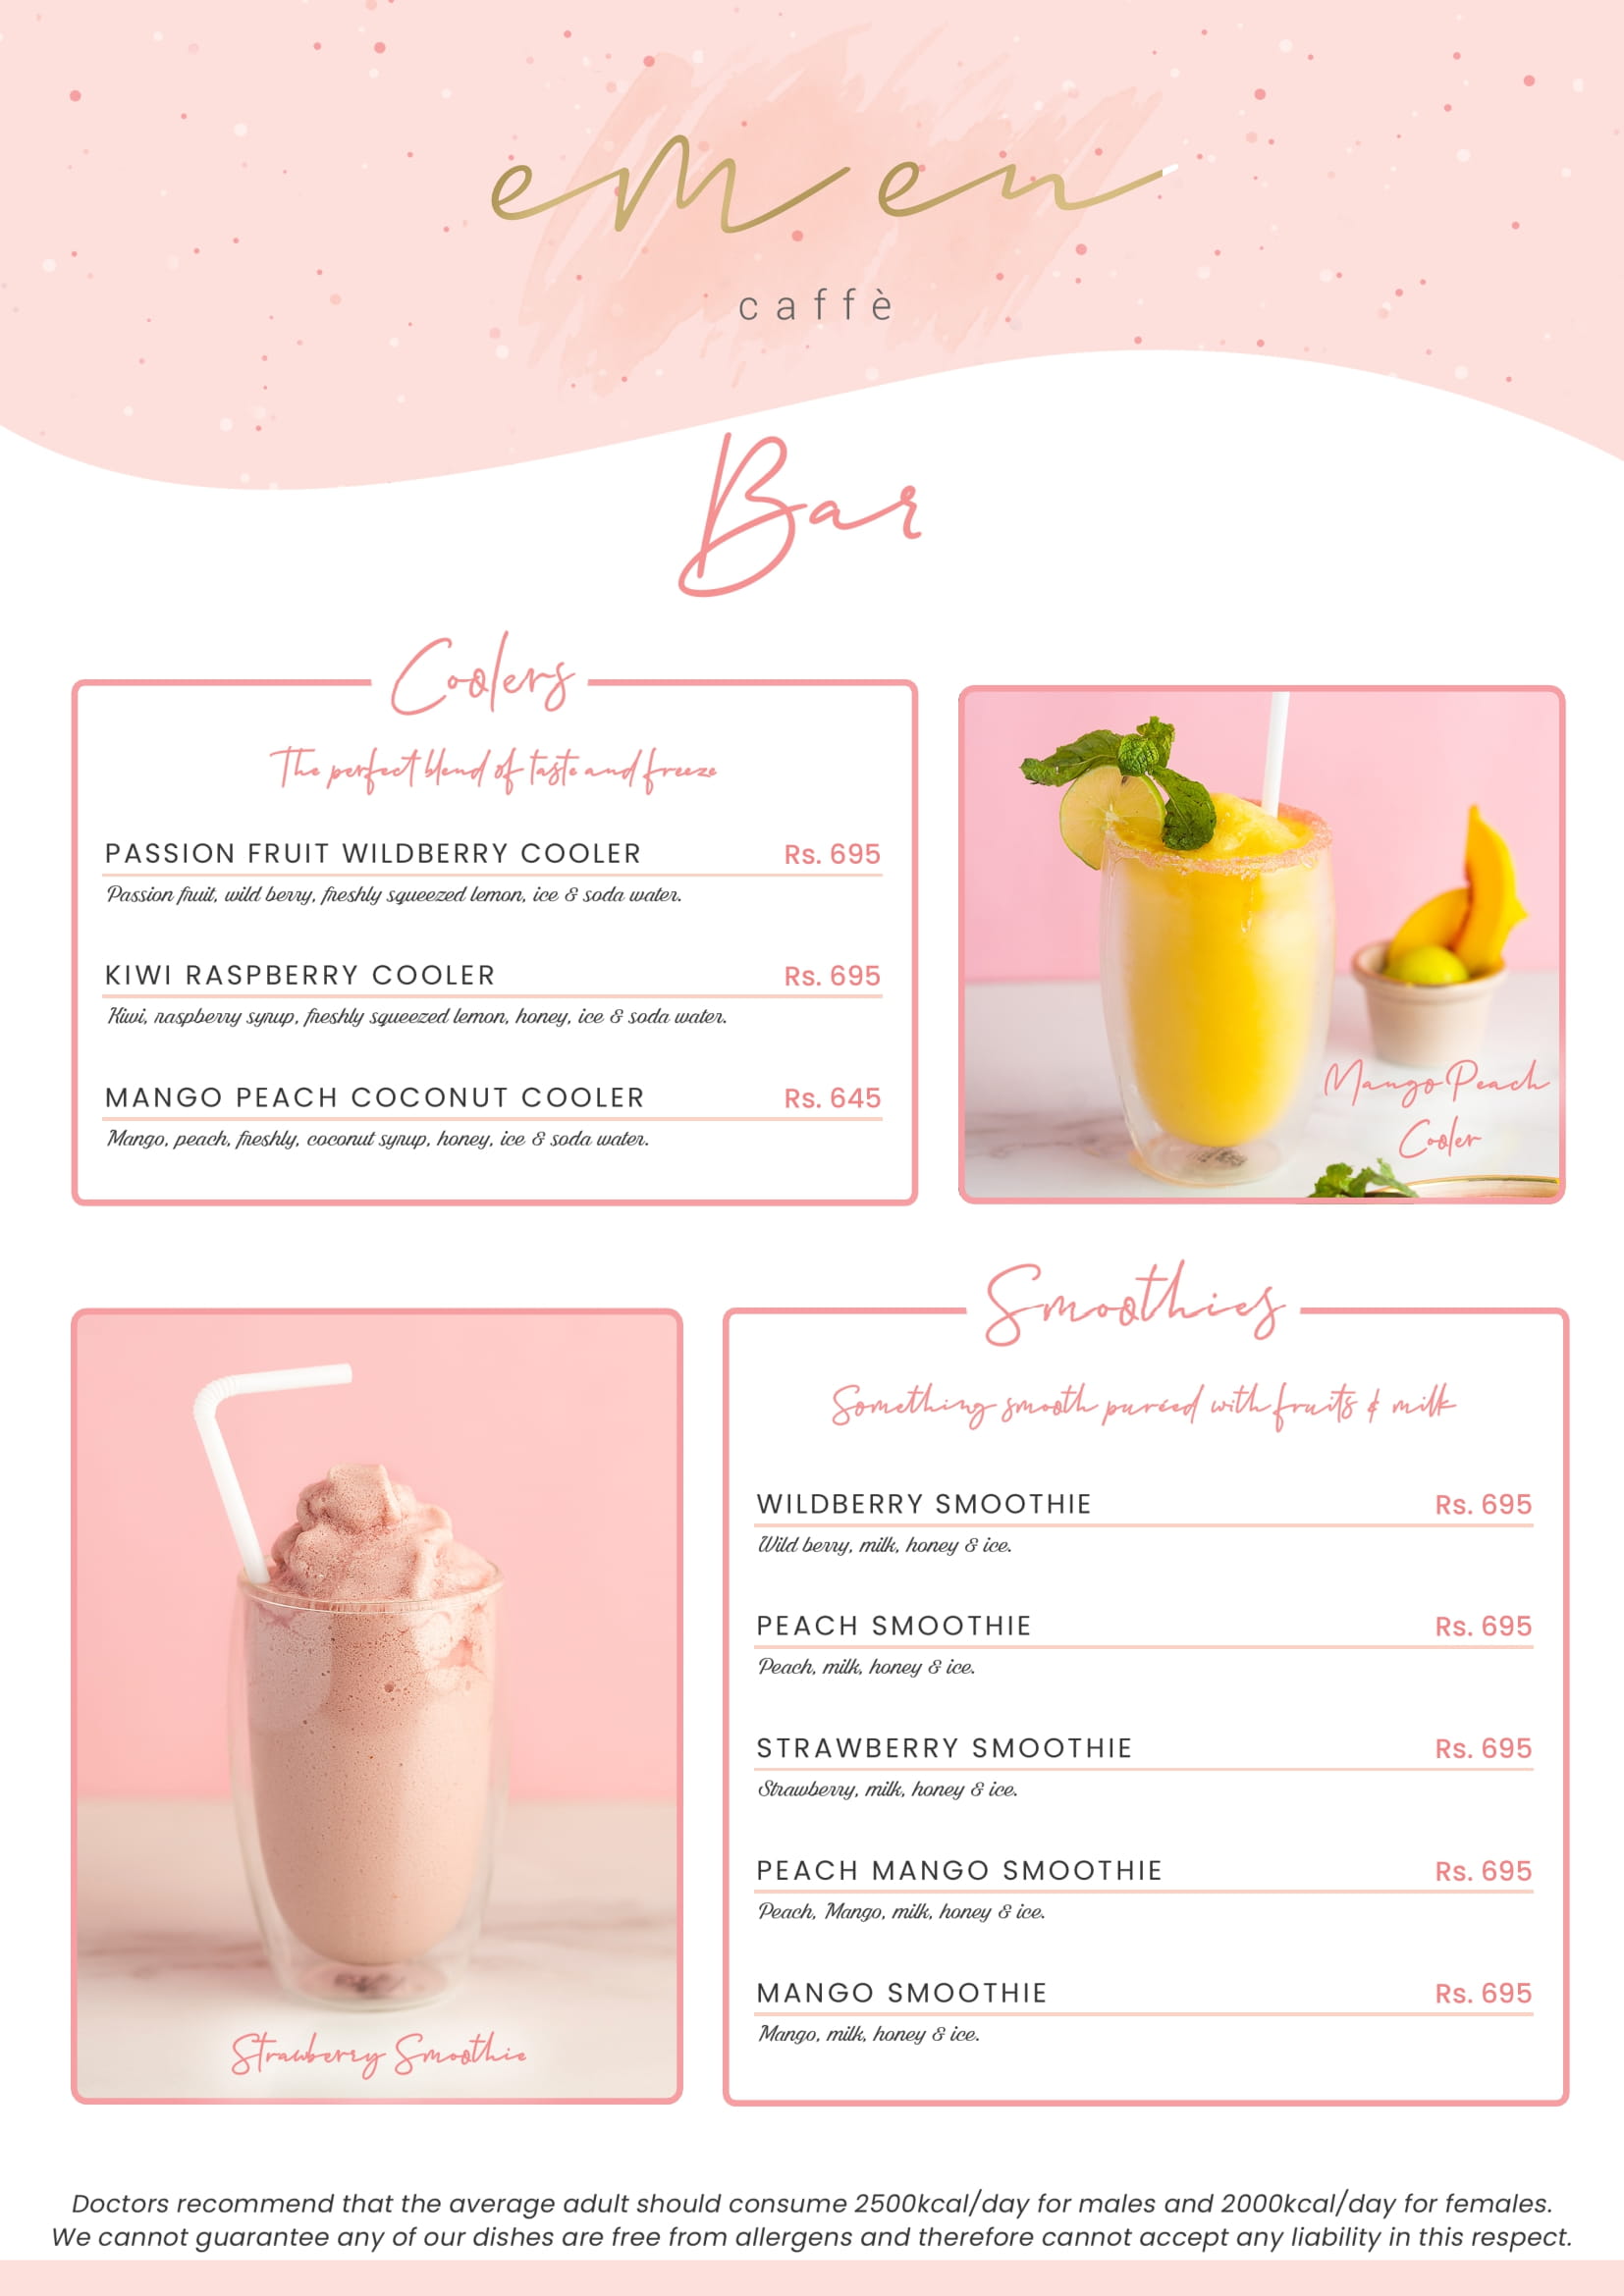 em en
caffè
Bar
Coolers
The perfect blend of taste and freeze
PASSION FRUIT WILDBERRY COOLER Rs. 695
Passion fruit, wild berry, freshly squeezed lemon, ice & soda water.
KIWI RASPBERRY COOLER Rs. 695
Kiwi, raspberry syrup, freshly squeezed lemon, honey, ice & soda water.
MANGO PEACH COCONUT COOLER Rs. 645
Mango, peach, freshly, coconut syrup, honey, ice & soda water.
Mango Peach
Cooler
Smoothies
Something smooth puréed with fruits & milk
WILDBERRY SMOOTHIE Rs. 695
Wild berry, milk, honey & ice.
PEACH SMOOTHIE Rs. 695
Peach, milk, honey & ice.
STRAWBERRY SMOOTHIE Rs. 695
Strawberry, milk, honey & ice.
PEACH MANGO SMOOTHIE Rs. 695
Peach, Mango, milk, honey & ice.
MANGO SMOOTHIE Rs. 695
Mango, milk, honey & ice.
Strawberry Smoothie
Doctors recommend that the average adult should consume 2500kcal/day for males and 2000kcal/day for females.
We cannot guarantee any of our dishes are free from allergens and therefore cannot accept any liability in this respect.